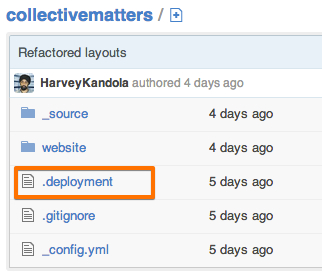 collectivematters /
Refactored layouts
HarveyKandola authored 4 days ago
_source 4 days ago
website 4 days ago
.deployment 5 days ago
.gitignore 5 days ago
_config.yml 5 days ago